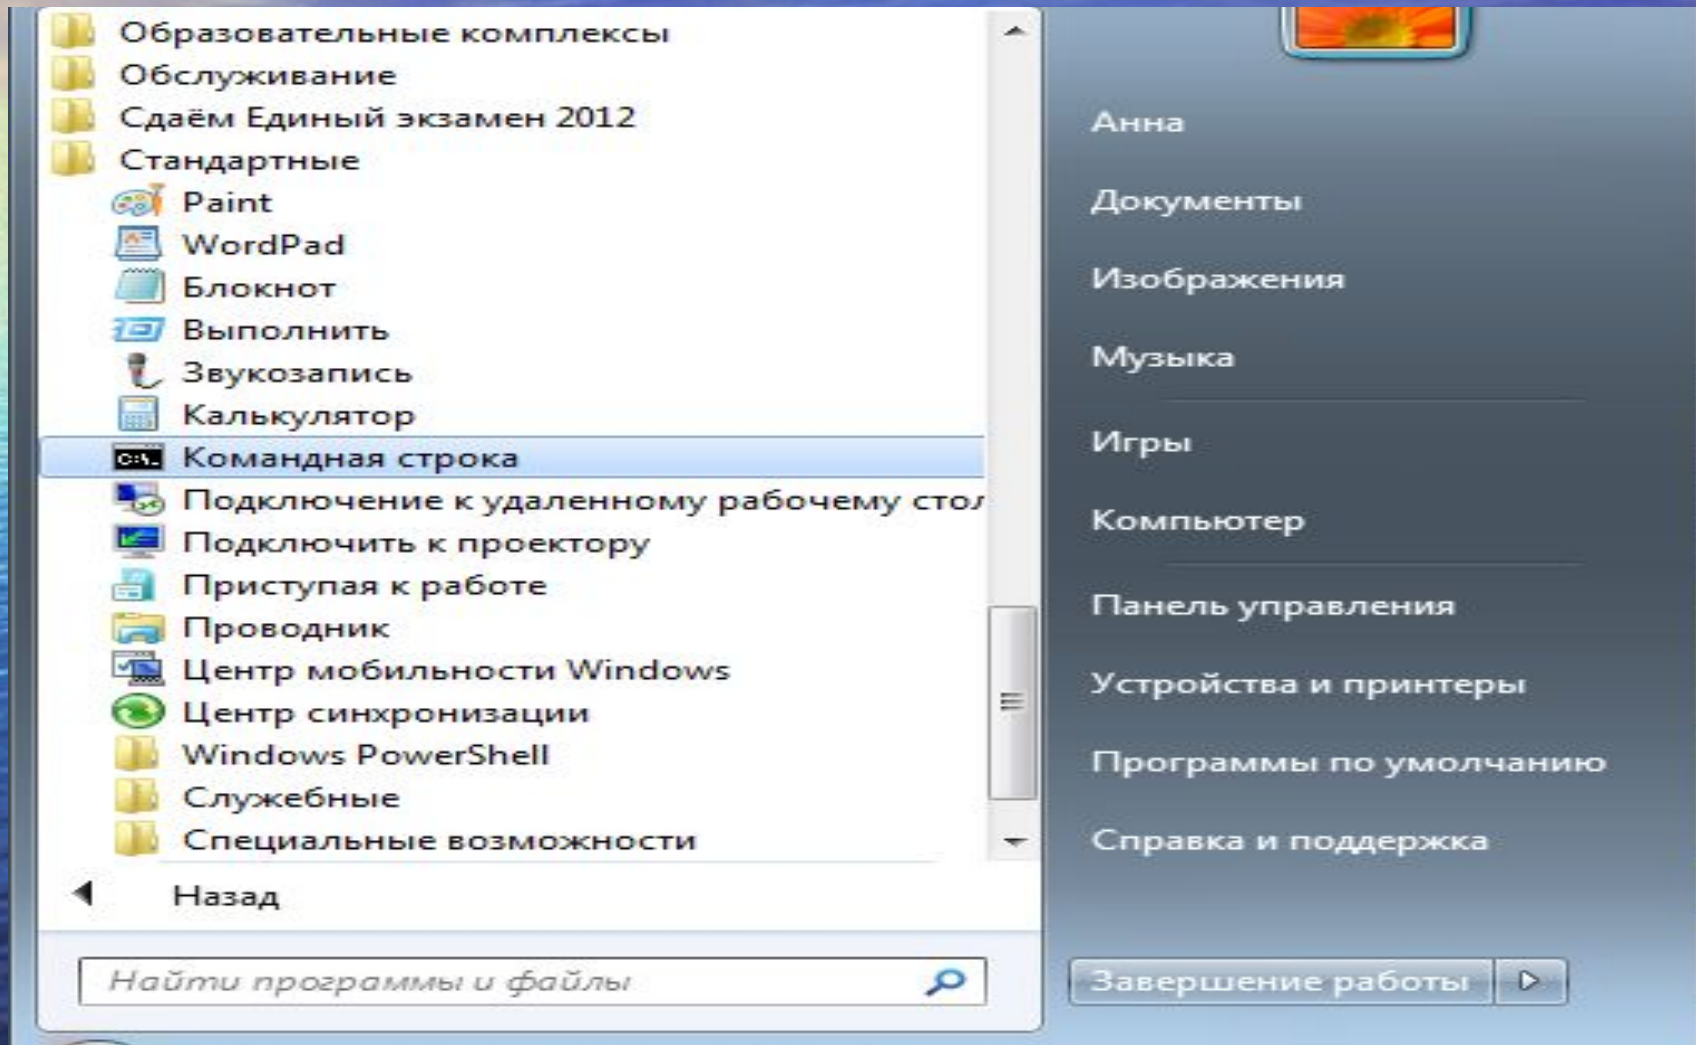 Образовательные комплексы
Обслуживание
Сдаём Единый экзамен 2012
Стандартные
Paint
WordPad
Блокнот
Выполнить
Звукозапись
Калькулятор
C:\_ Командная строка
Подключение к удаленному рабочему стол
Подключить к проектору
Приступая к работе
Проводник
Центр мобильности Windows
Центр синхронизации
Windows PowerShell
Служебные
Специальные возможности
Назад
Найти программы и файлы
Анна
Документы
Изображения
Музыка
Игры
Компьютер
Панель управления
Устройства и принтеры
Программы по умолчанию
Справка и поддержка
Завершение работы